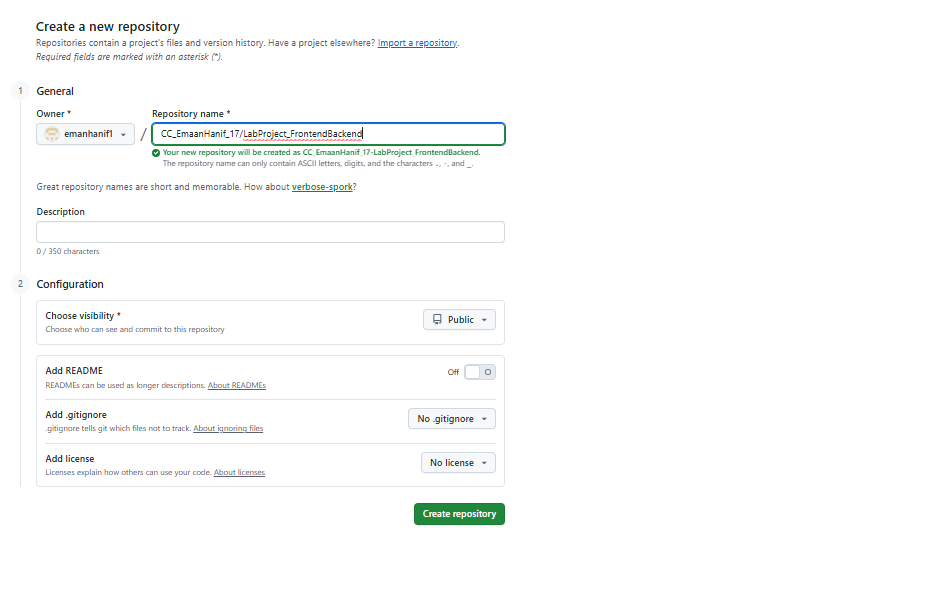 Create a new repository
Repositories contain a project's files and version history. Have a project elsewhere? Import a repository.
Required fields are marked with an asterisk (*).
1 General
Owner * Repository name *
emanhanif1 / CC_EmaanHanif_17/LabProject_FrontendBackend
Your new repository will be created as CC_EmaanHanif_17-LabProject_FrontendBackend.
The repository name can only contain ASCII letters, digits, and the characters ., -, and _.
Great repository names are short and memorable. How about verbose-spork?
Description
0 / 350 characters
2 Configuration
Choose visibility *
Choose who can see and commit to this repository
Public
Add README
READMEs can be used as longer descriptions. About READMEs
Off
Add .gitignore
.gitignore tells git which files not to track. About ignoring files
No .gitignore
Add license
Licenses explain how others can use your code. About licenses
No license
Create repository